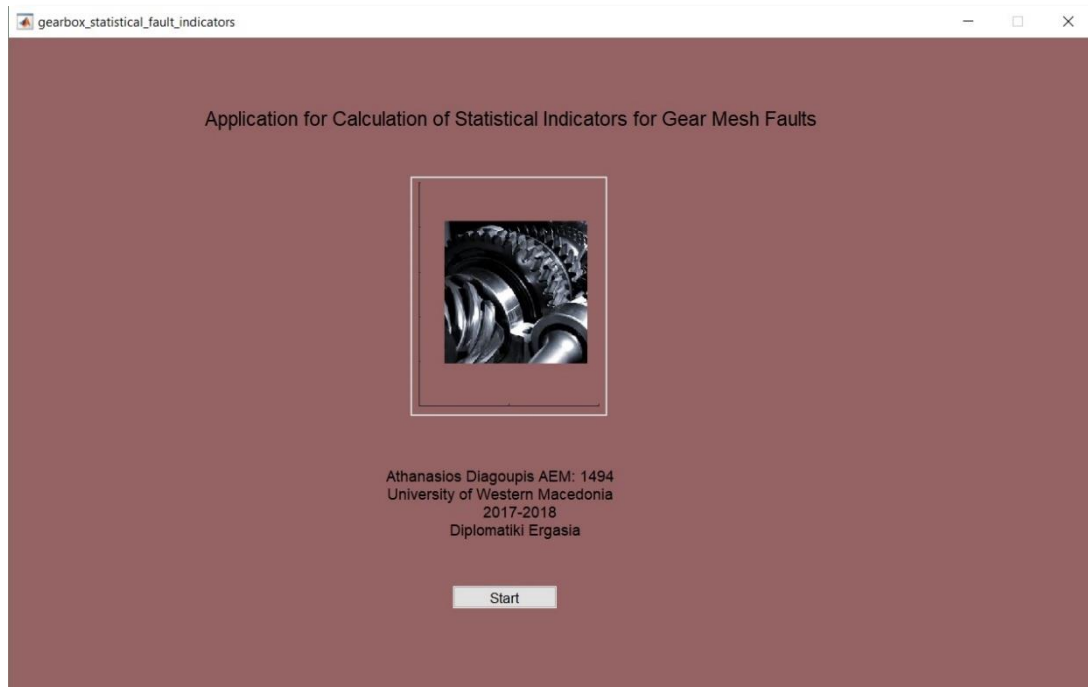 gearbox_statistical_fault_indicators
Application for Calculation of Statistical Indicators for Gear Mesh Faults
Athanasios Diagoupis AEM: 1494
University of Western Macedonia
2017-2018
Diplomatiki Ergasia
Start